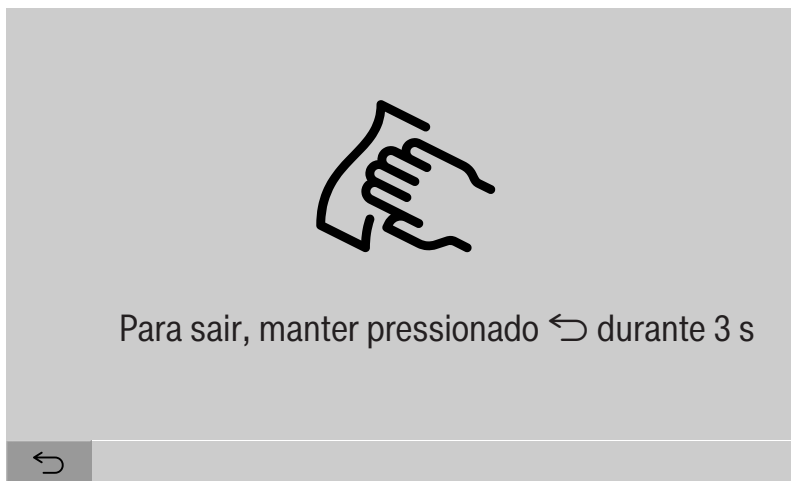 Para sair, manter pressionado ⮌ durante 3 s